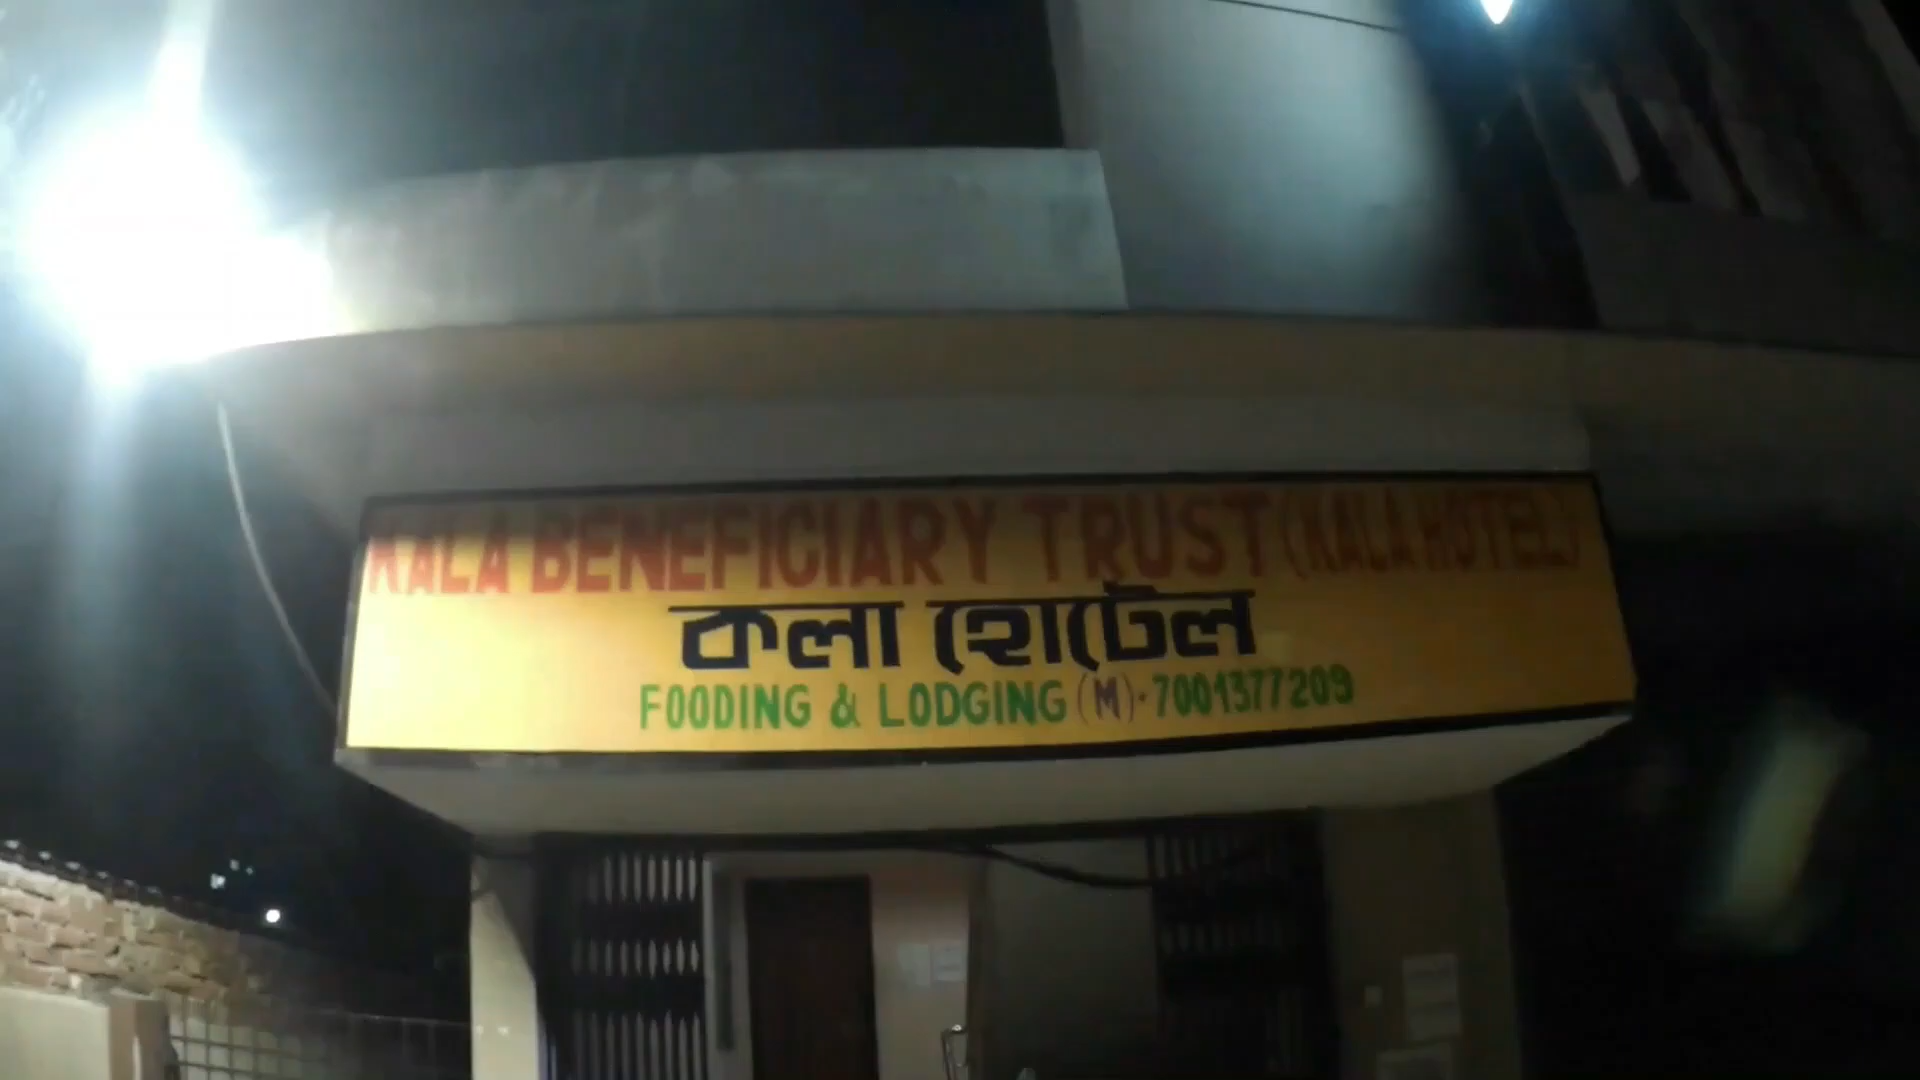 KALA BENEFICIARY TRUST (KALA HOTEL)
কলা হোটেল
FOODING & LODGING (M)·7001377209